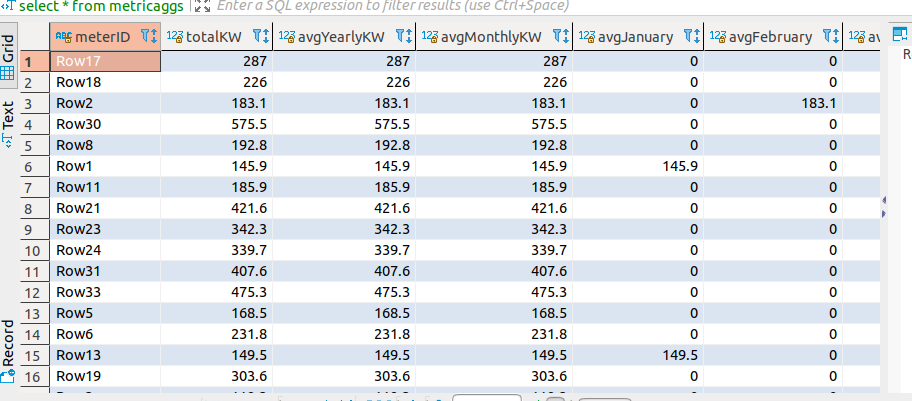 select * from metricaggs Enter a SQL expression to filter results (use Ctrl+Space)
Grid
Text
Record
ABC meterID 123 totalKW 123 avgYearlyKW 123 avgMonthlyKW 123 avgJanuary 123 avgFebruary 123 av
1 Row17 287 287 287 0 0 R
2 Row18 226 226 226 0 0
3 Row2 183.1 183.1 183.1 0 183.1
4 Row30 575.5 575.5 575.5 0 0
5 Row8 192.8 192.8 192.8 0 0
6 Row1 145.9 145.9 145.9 145.9 0
7 Row11 185.9 185.9 185.9 0 0
8 Row21 421.6 421.6 421.6 0 0
9 Row23 342.3 342.3 342.3 0 0
10 Row24 339.7 339.7 339.7 0 0
11 Row31 407.6 407.6 407.6 0 0
12 Row33 475.3 475.3 475.3 0 0
13 Row5 168.5 168.5 168.5 0 0
14 Row6 231.8 231.8 231.8 0 0
15 Row13 149.5 149.5 149.5 149.5 0
16 Row19 303.6 303.6 303.6 0 0